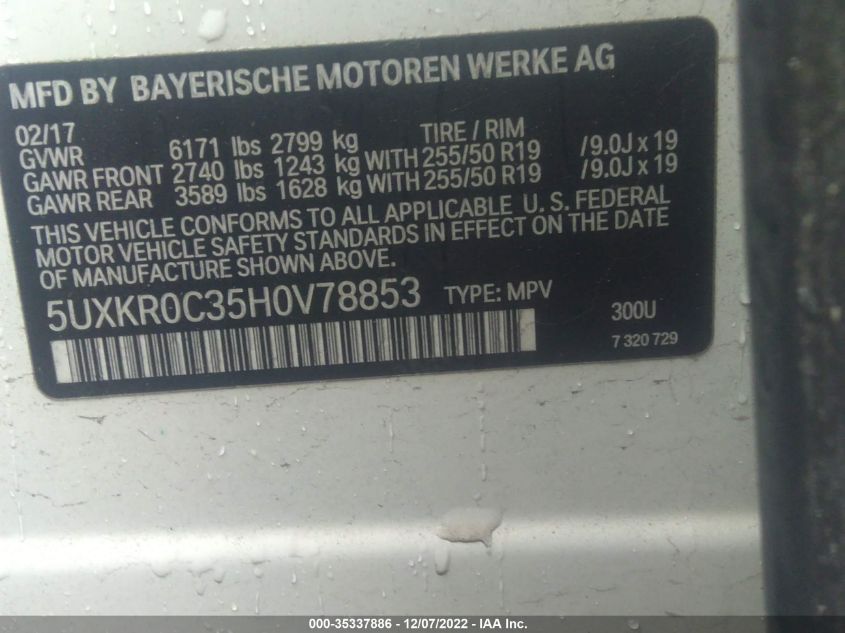 MFD BY BAYERISCHE MOTOREN WERKE AG
02/17 TIRE / RIM
GVWR 6171 lbs 2799 kg
GAWR FRONT 2740 lbs 1243 kg WITH 255/50 R19 /9.0J x 19
GAWR REAR 3589 lbs 1628 kg WITH 255/50 R19 /9.0J x 19
THIS VEHICLE CONFORMS TO ALL APPLICABLE U. S. FEDERAL
MOTOR VEHICLE SAFETY STANDARDS IN EFFECT ON THE DATE
OF MANUFACTURE SHOWN ABOVE.
5UXKR0C35H0V78853 TYPE: MPV 300U
7 320 729
000-35337886 - 12/07/2022 - IAA Inc.